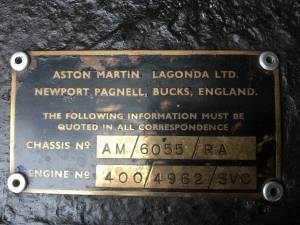 ASTON MARTIN LAGONDA LTD.
NEWPORT PAGNELL, BUCKS, ENGLAND.
THE FOLLOWING INFORMATION MUST BE
QUOTED IN ALL CORRESPONDENCE
CHASSIS Nº AM/6055/RA
ENGINE Nº 400/4962/SVC